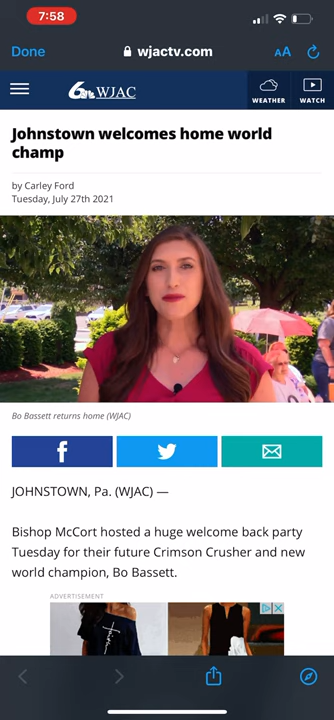 7:58
Done
wjactv.com
AA
6 WJAC
WEATHER
WATCH
Johnstown welcomes home world
champ
by Carley Ford
Tuesday, July 27th 2021
Bo Bassett returns home (WJAC)
JOHNSTOWN, Pa. (WJAC) —
Bishop McCort hosted a huge welcome back party
Tuesday for their future Crimson Crusher and new
world champion, Bo Bassett.
ADVERTISEMENT